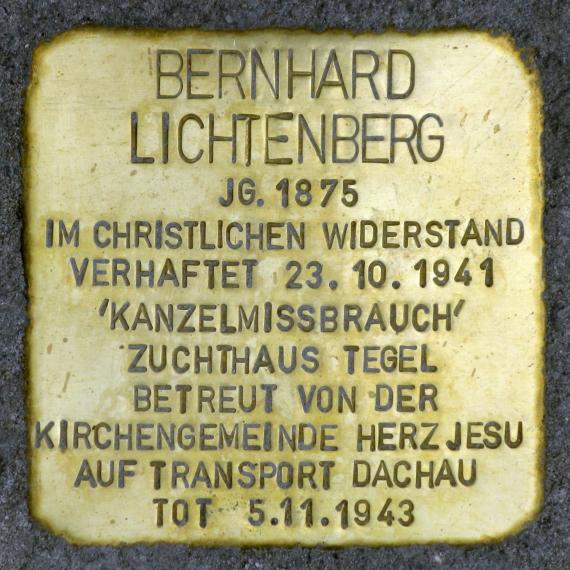 BERNHARD
LICHTENBERG
JG. 1875
IM CHRISTLICHEN WIDERSTAND
VERHAFTET 23.10.1941
'KANZELMISSBRAUCH'
ZUCHTHAUS TEGEL
BETREUT VON DER
KIRCHENGEMEINDE HERZ JESU
AUF TRANSPORT DACHAU
TOT 5.11.1943